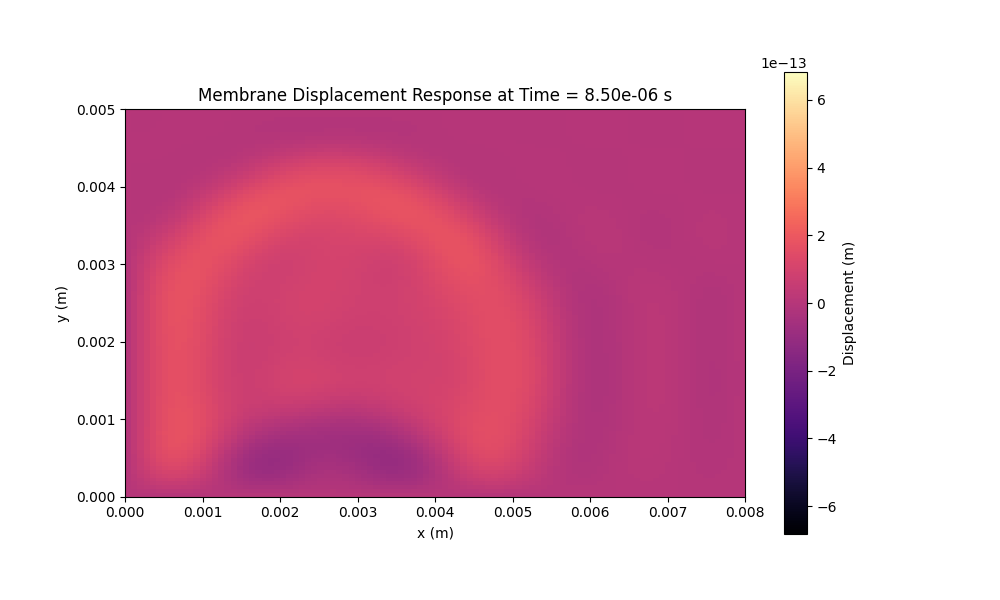 1e−13
Membrane Displacement Response at Time = 8.50e-06 s
0.005
0.004
0.003
0.002
0.001
0.000
y (m)
0.000 0.001 0.002 0.003 0.004 0.005 0.006 0.007 0.008
x (m)
6
4
2
0
−2
−4
−6
Displacement (m)